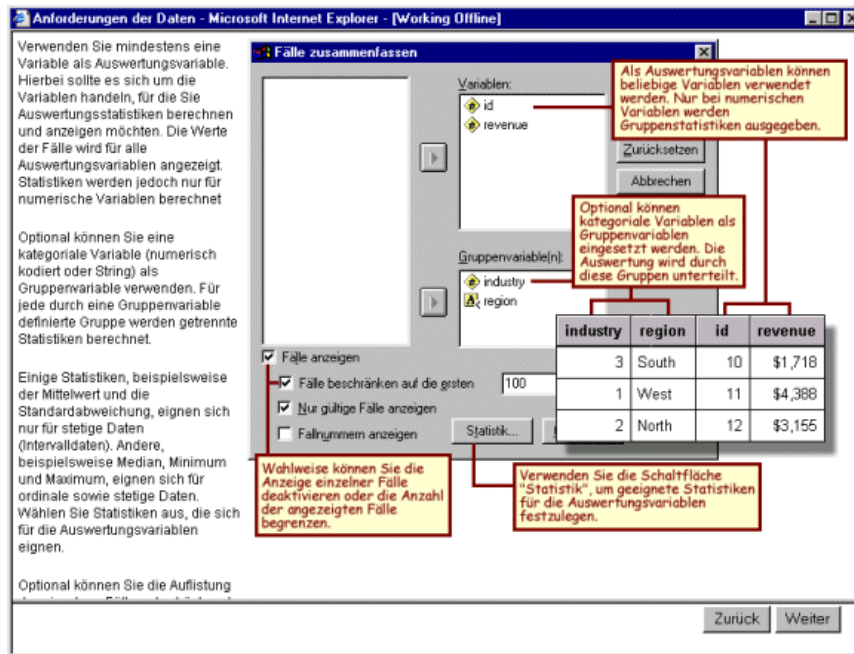 Anforderungen der Daten - Microsoft Internet Explorer - [Working Offline]
Verwenden Sie mindestens eine
Variable als Auswertungsvariable.
Hierbei sollte es sich um die
Variablen handeln, für die Sie
Auswertungsstatistiken berechnen
und anzeigen möchten. Die Werte
der Fälle wird für alle
Auswertungsvariablen angezeigt.
Statistiken werden jedoch nur für
numerische Variablen berechnet
Optional können Sie eine
kategoriale Variable (numerisch
kodiert oder String) als
Gruppenvariable verwenden. Für
jede durch eine Gruppenvariable
definierte Gruppe werden getrennte
Statistiken berechnet.
Einige Statistiken, beispielsweise
der Mittelwert und die
Standardabweichung, eignen sich
nur für stetige Daten
(Intervalldaten). Andere,
beispielsweise Median, Minimum
und Maximum, eignen sich für
ordinale sowie stetige Daten.
Wählen Sie Statistiken aus, die sich
für die Auswertungsvariablen
eignen.
Optional können Sie die Auflistung
Fälle zusammenfassen
Variablen:
id
revenue
Als Auswertungsvariablen können
beliebige Variablen verwendet
werden. Nur bei numerischen
Variablen werden
Gruppenstatistiken ausgegeben.
Zurücksetzen
Abbrechen
Optional können
kategoriale Variablen als
Gruppenvariablen
eingesetzt werden. Die
Auswertung wird durch
diese Gruppen unterteilt.
Gruppenvariable(n):
industry
region
industry region id revenue
3 South 10 $1,718
1 West 11 $4,388
2 North 12 $3,155
Fälle anzeigen
Fälle beschränken auf die ersten 100
Nur gültige Fälle anzeigen
Fallnummern anzeigen
Statistik...
Wahlweise können Sie die
Anzeige einzelner Fälle
deaktivieren oder die Anzahl
der angezeigten Fälle
begrenzen.
Verwenden Sie die Schaltfläche
"Statistik", um geeignete Statistiken
für die Auswertungsvariablen
festzulegen.
Zurück Weiter